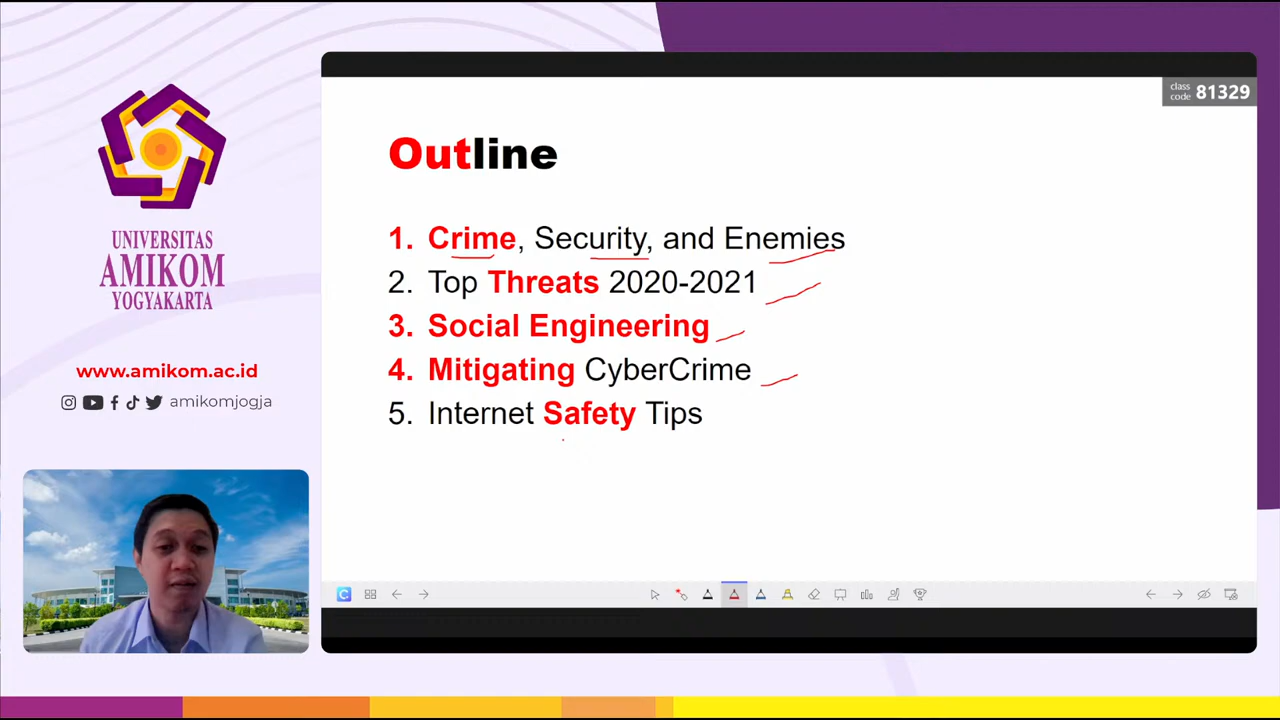 class
code 81329
Outline
1. Crime, Security, and Enemies
2. Top Threats 2020-2021
3. Social Engineering
4. Mitigating CyberCrime
5. Internet Safety Tips
UNIVERSITAS
AMIKOM
YOGYAKARTA
www.amikom.ac.id
amikomjogja